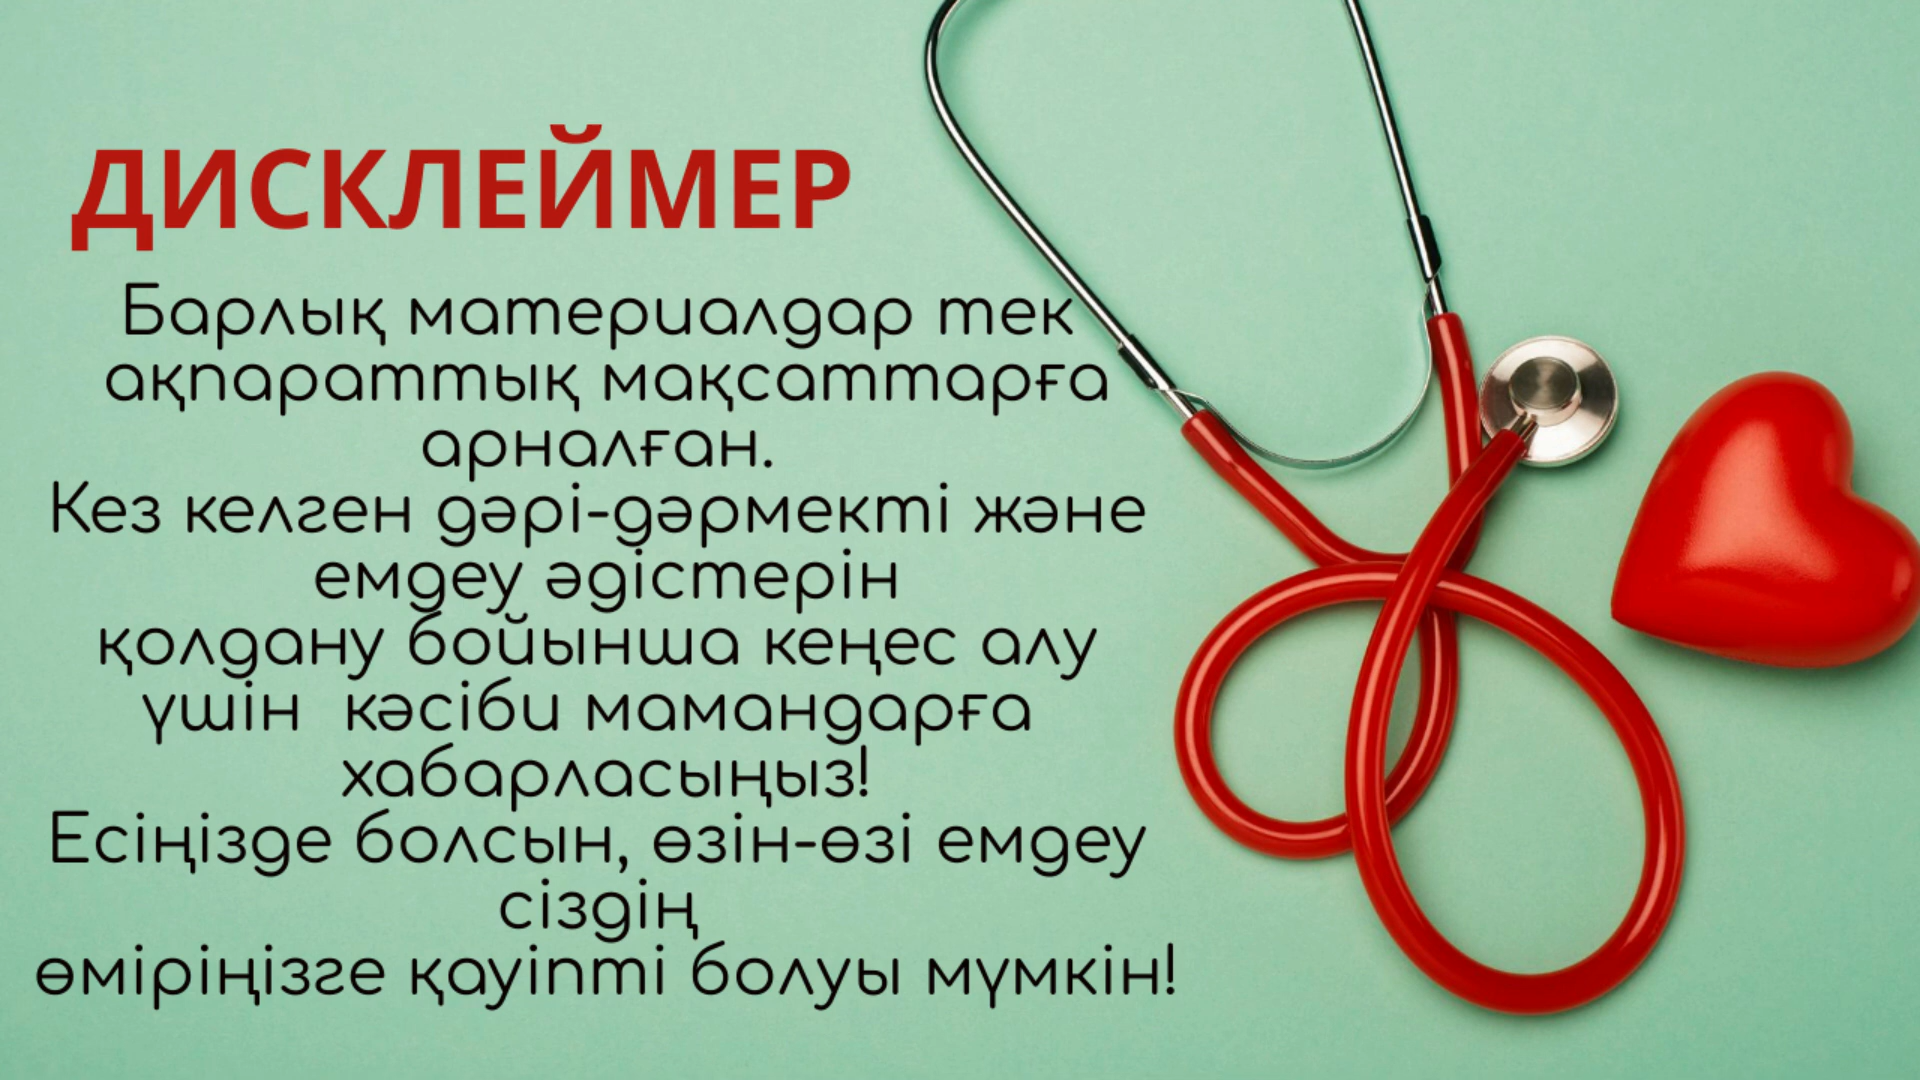 ДИСКЛЕЙМЕР
Барлық материалдар тек
ақпараттық мақсаттарға
арналған.
Кез келген дәрі-дәрмекті және
емдеу әдістерін
қолдану бойынша кеңес алу
үшін  кәсіби мамандарға
хабарласыңыз!
Есіңізде болсын, өзін-өзі емдеу
сіздің
өміріңізге қауіпті болуы мүмкін!